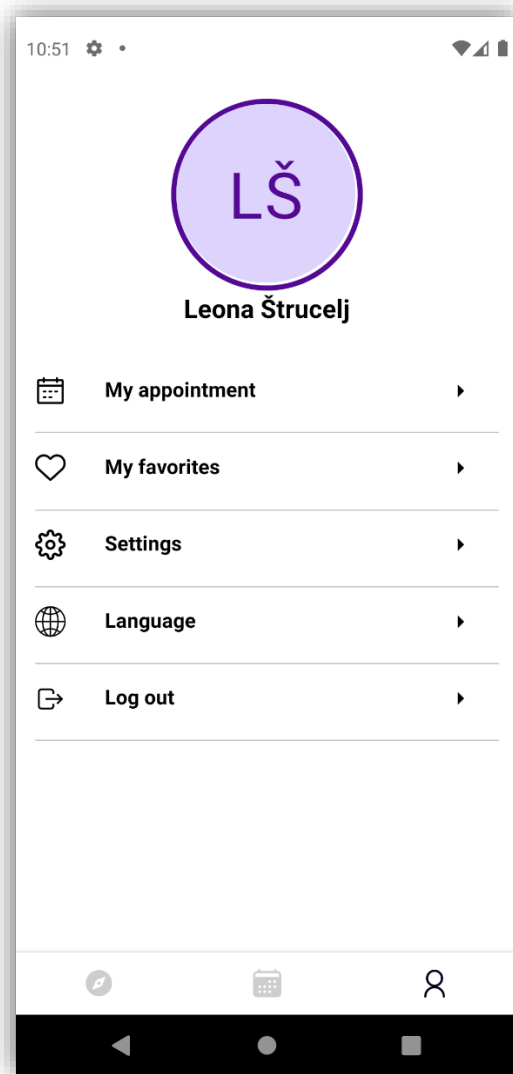 10:51
LŠ
Leona Štrucelj
My appointment
My favorites
Settings
Language
Log out